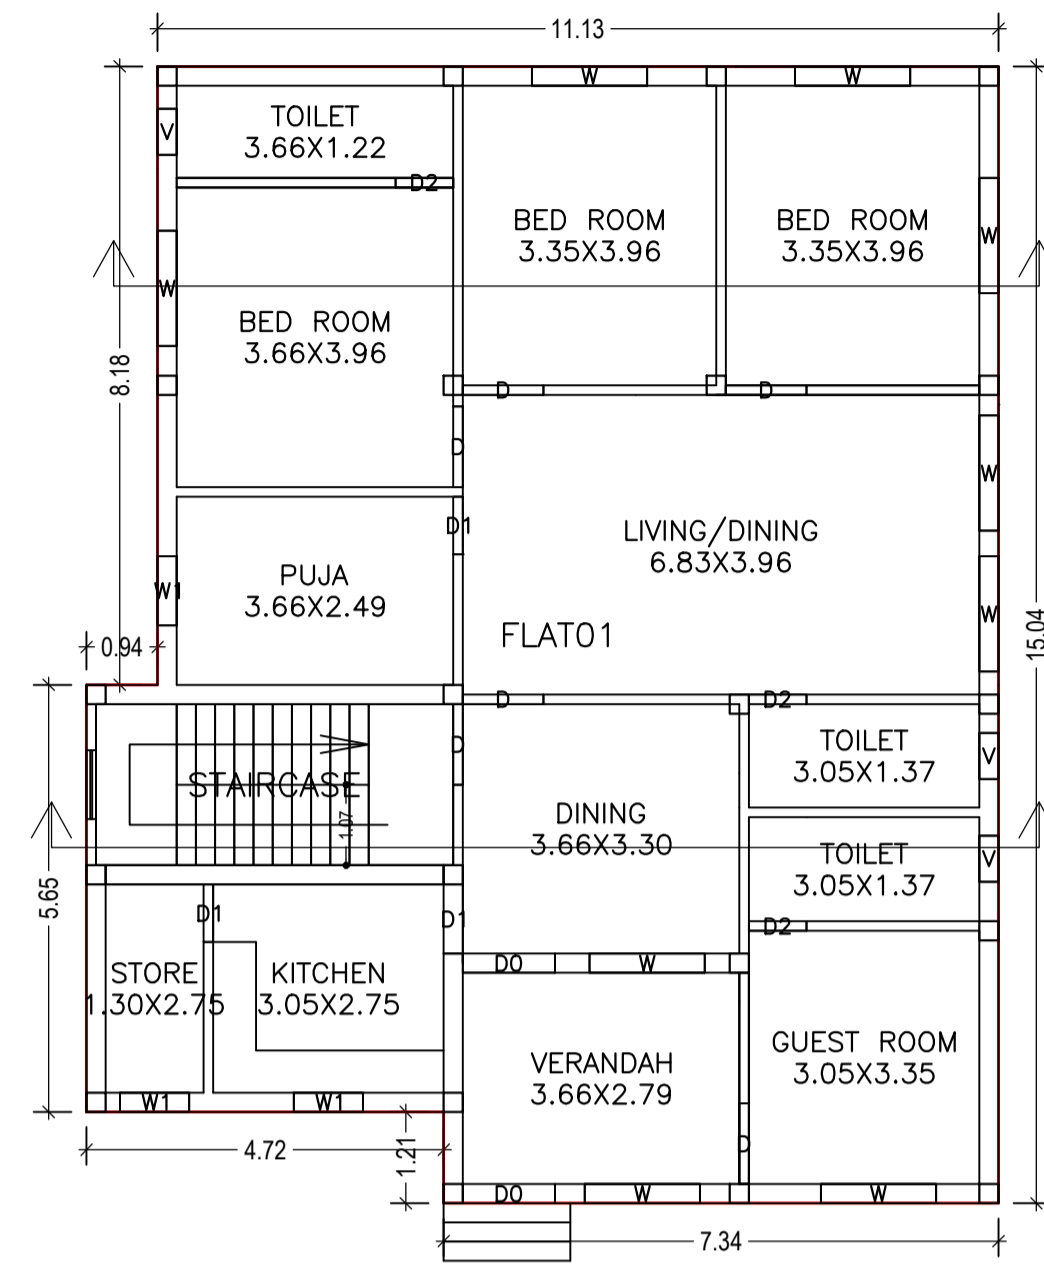 11.13
W
W
TOILET
3.66X1.22
V
D2
BED ROOM
3.35X3.96
BED ROOM
3.35X3.96
W
W
BED ROOM
3.66X3.96
8.18
D
D
D
W
D1
LIVING/DINING
6.83X3.96
PUJA
3.66X2.49
W1
W
FLAT01
15.04
0.94
D
D2
D
TOILET
3.05X1.37
V
STAIRCASE
1.07
DINING
3.66X3.30
TOILET
3.05X1.37
V
5.65
D1
D1
D2
D0
W
STORE
1.30X2.75
KITCHEN
3.05X2.75
GUEST ROOM
3.05X3.35
VERANDAH
3.66X2.79
W1
W1
D
4.72
1.21
D0
W
W
7.34